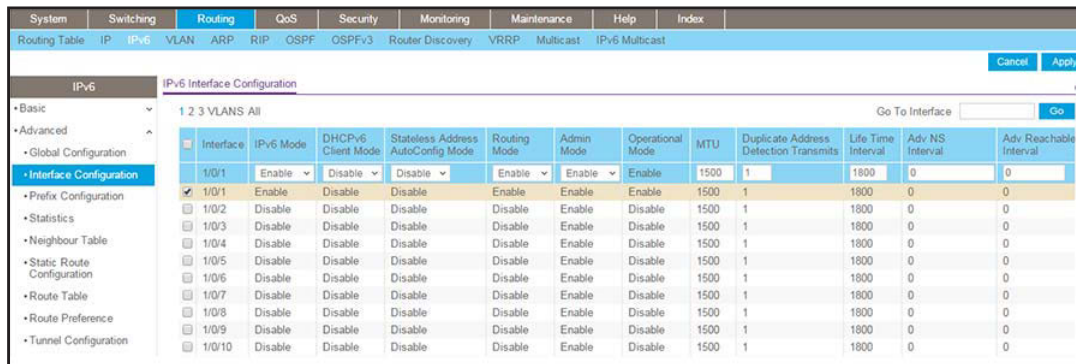 System Switching Routing QoS Security Monitoring Maintenance Help Index
Routing Table IP IPv6 VLAN ARP RIP OSPF OSPFv3 Router Discovery VRRP Multicast IPv6 Multicast
Cancel Apply
IPv6
• Basic
• Advanced
• Global Configuration
• Interface Configuration
• Prefix Configuration
• Statistics
• Neighbour Table
• Static Route
Configuration
• Route Table
• Route Preference
• Tunnel Configuration
IPv6 Interface Configuration
1 2 3 VLANS All Go To Interface Go
Interface IPv6 Mode DHCPv6 Client Mode Stateless Address AutoConfig Mode Routing Mode Admin Mode Operational Mode MTU Duplicate Address Detection Transmits Life Time Interval Adv NS Interval Adv Reachable Interval
1/0/1 Enable Disable Disable Enable Enable Enable 1500 1 1800 0 0
1/0/1 Enable Disable Disable Enable Enable Enable 1500 1 1800 0 0
1/0/2 Disable Disable Disable Disable Enable Disable 1500 1 1800 0 0
1/0/3 Disable Disable Disable Disable Enable Disable 1500 1 1800 0 0
1/0/4 Disable Disable Disable Disable Enable Disable 1500 1 1800 0 0
1/0/5 Disable Disable Disable Disable Enable Disable 1500 1 1800 0 0
1/0/6 Disable Disable Disable Disable Enable Disable 1500 1 1800 0 0
1/0/7 Disable Disable Disable Disable Enable Disable 1500 1 1800 0 0
1/0/8 Disable Disable Disable Disable Enable Disable 1500 1 1800 0 0
1/0/9 Disable Disable Disable Disable Enable Disable 1500 1 1800 0 0
1/0/10 Disable Disable Disable Disable Enable Disable 1500 1 1800 0 0